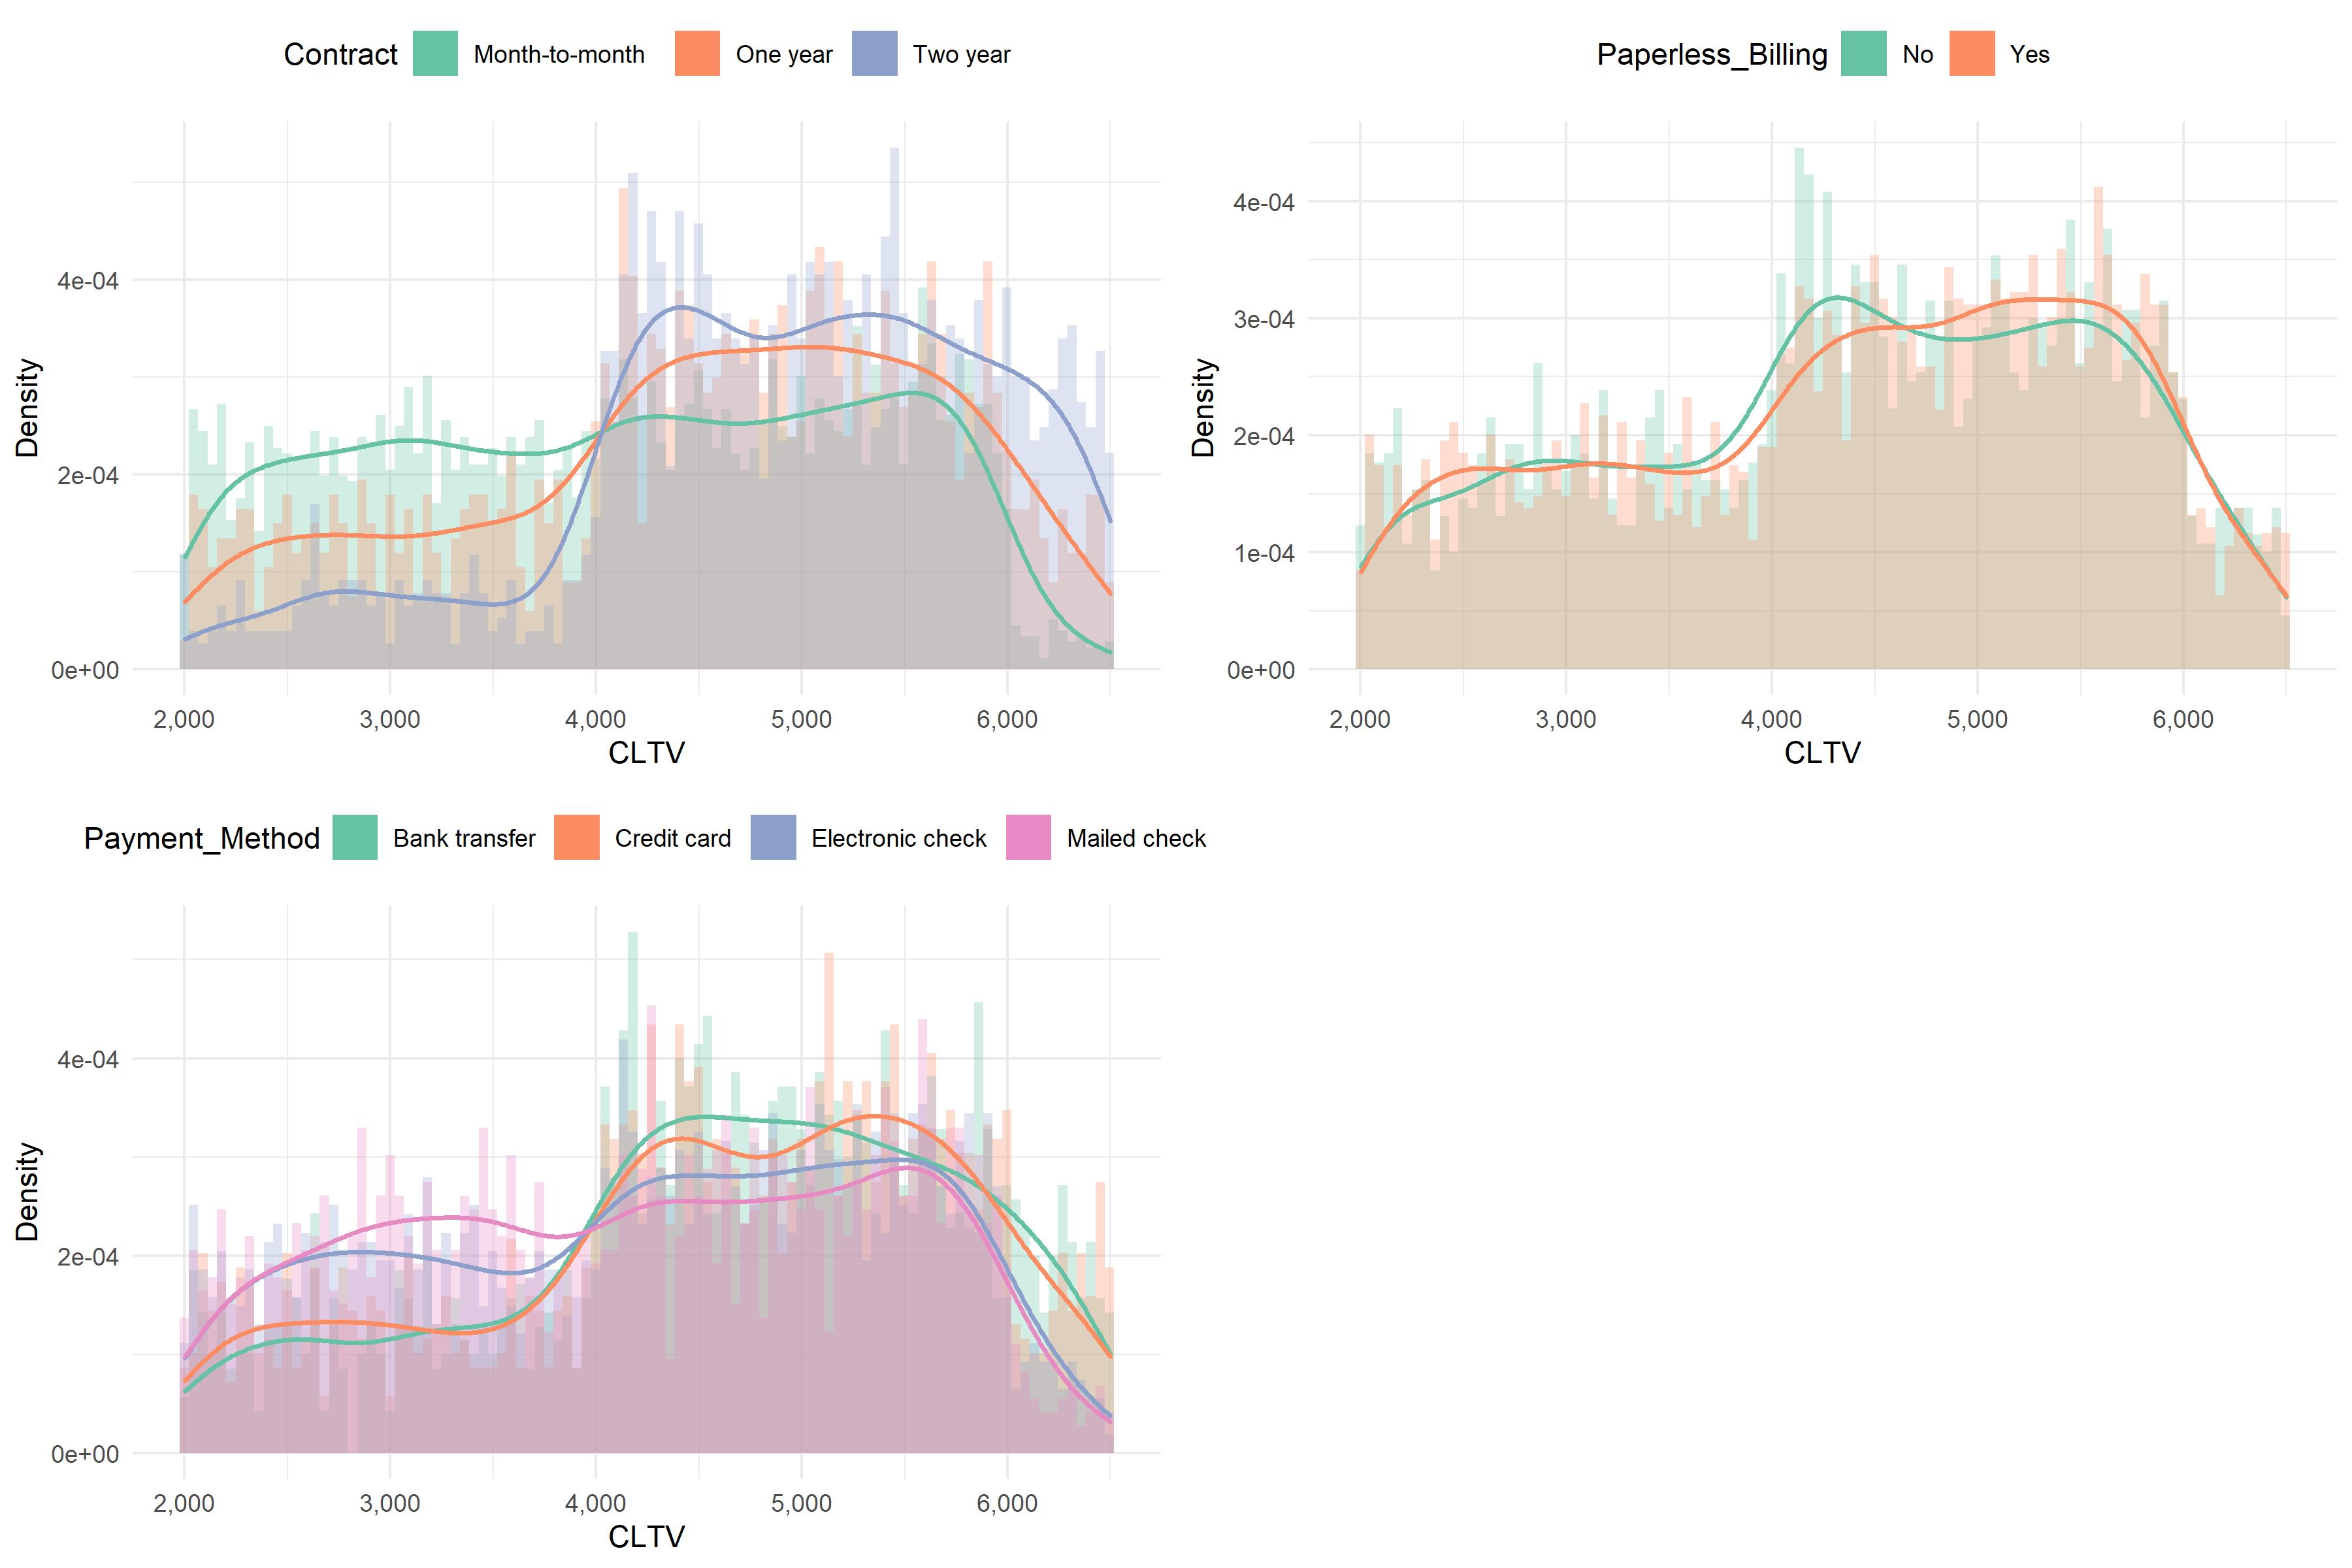 Contract Month-to-month One year Two year
Density
4e-04
2e-04
0e+00
2,000 3,000 4,000 5,000 6,000
CLTV
Paperless_Billing No Yes
Density
4e-04
3e-04
2e-04
1e-04
0e+00
2,000 3,000 4,000 5,000 6,000
CLTV
Payment_Method Bank transfer Credit card Electronic check Mailed check
Density
4e-04
2e-04
0e+00
2,000 3,000 4,000 5,000 6,000
CLTV